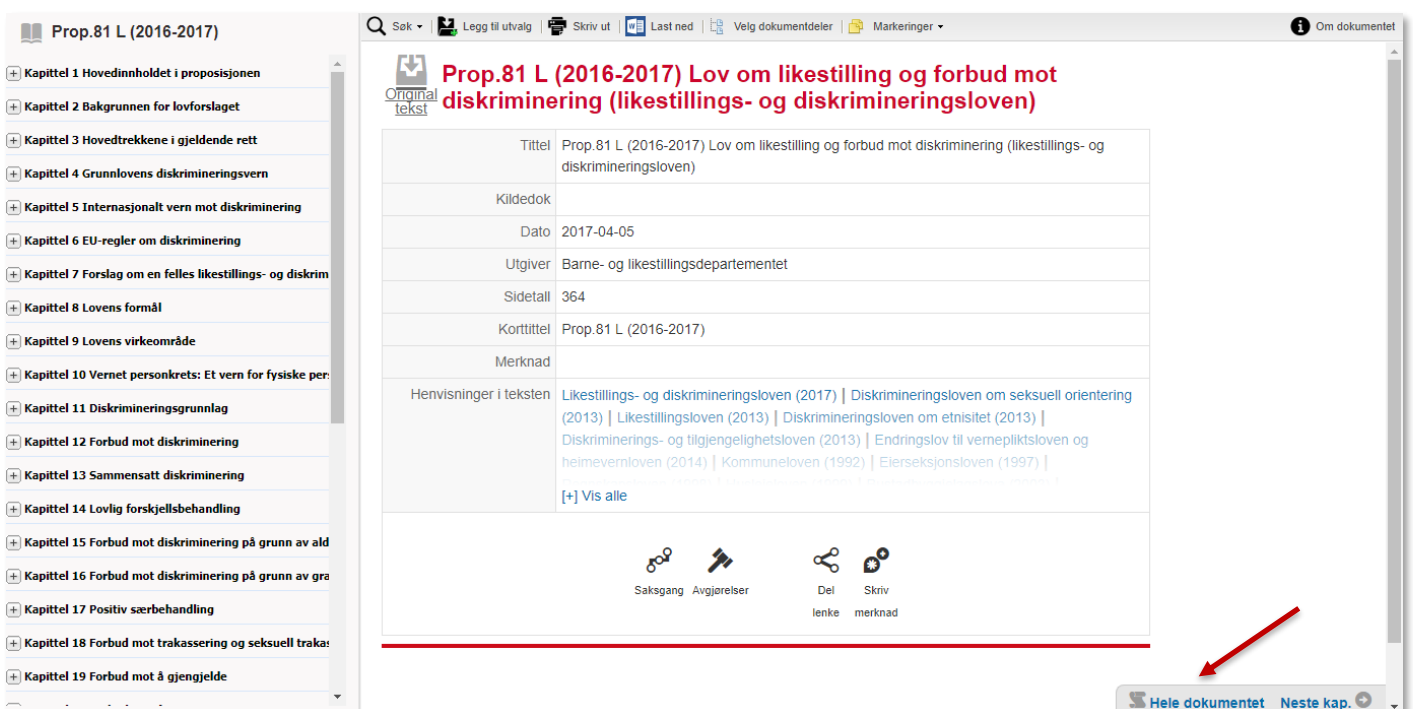 Prop.81 L (2016-2017)
Kapittel 1 Hovedinnholdet i proposisjonen
Kapittel 2 Bakgrunnen for lovforslaget
Kapittel 3 Hovedtrekkene i gjeldende rett
Kapittel 4 Grunnlovens diskrimineringsvern
Kapittel 5 Internasjonalt vern mot diskriminering
Kapittel 6 EU-regler om diskriminering
Kapittel 7 Forslag om en felles likestillings- og diskrim
Kapittel 8 Lovens formål
Kapittel 9 Lovens virkeområde
Kapittel 10 Vernet personkrets: Et vern for fysiske per
Kapittel 11 Diskrimineringsgrunnlag
Kapittel 12 Forbud mot diskriminering
Kapittel 13 Sammensatt diskriminering
Kapittel 14 Lovlig forskjellsbehandling
Kapittel 15 Forbud mot diskriminering på grunn av ald
Kapittel 16 Forbud mot diskriminering på grunn av gra
Kapittel 17 Positiv særbehandling
Kapittel 18 Forbud mot trakassering og seksuell trakas
Kapittel 19 Forbud mot å gjengjelde
Søk | Legg til utvalg | Skriv ut | Last ned | Velg dokumentdeler | Markeringer Om dokumentet
Original tekst
Prop.81 L (2016-2017) Lov om likestilling og forbud mot
diskriminering (likestillings- og diskrimineringsloven)
Tittel Prop.81 L (2016-2017) Lov om likestilling og forbud mot diskriminering (likestillings- og
diskrimineringsloven)
Kildedok
Dato 2017-04-05
Utgiver Barne- og likestillingsdepartementet
Sidetall 364
Korttittel Prop.81 L (2016-2017)
Merknad
Henvisninger i teksten Likestillings- og diskrimineringsloven (2017) | Diskrimineringsloven om seksuell orientering
(2013) | Likestillingsloven (2013) | Diskrimineringsloven om etnisitet (2013) |
Diskriminerings- og tilgjengelighetsloven (2013) | Endringslov til vernepliktsloven og
heimevernloven (2014) | Kommuneloven (1992) | Eierseksjonsloven (1997) |
[+] Vis alle
Saksgang Avgjørelser Del lenke Skriv merknad
Hele dokumentet Neste kap.